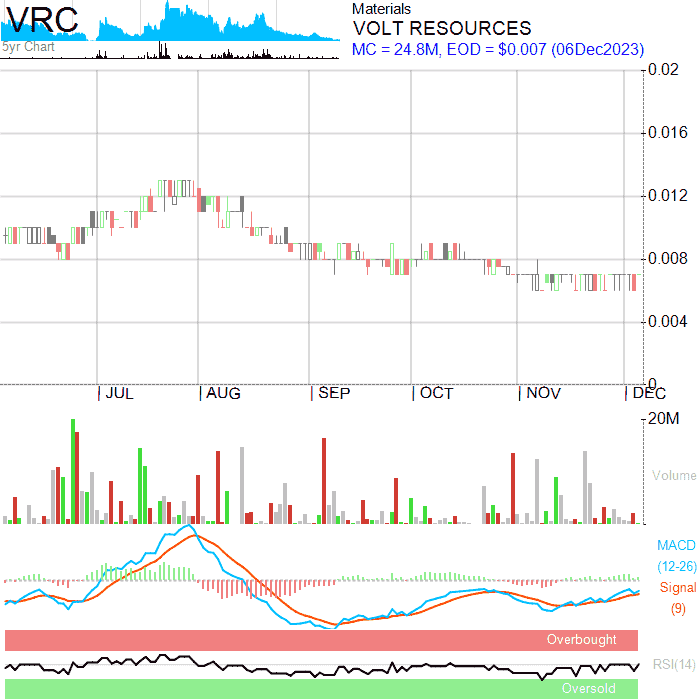 VRC
5yr Chart
Materials
VOLT RESOURCES
MC = 24.8M, EOD = $0.007 (06Dec2023)
0.02
0.016
0.012
0.008
0.004
0
JUL AUG SEP OCT NOV DEC
20M
Volume
MACD
(12-26)
Signal
(9)
Overbought
RSI(14)
Oversold